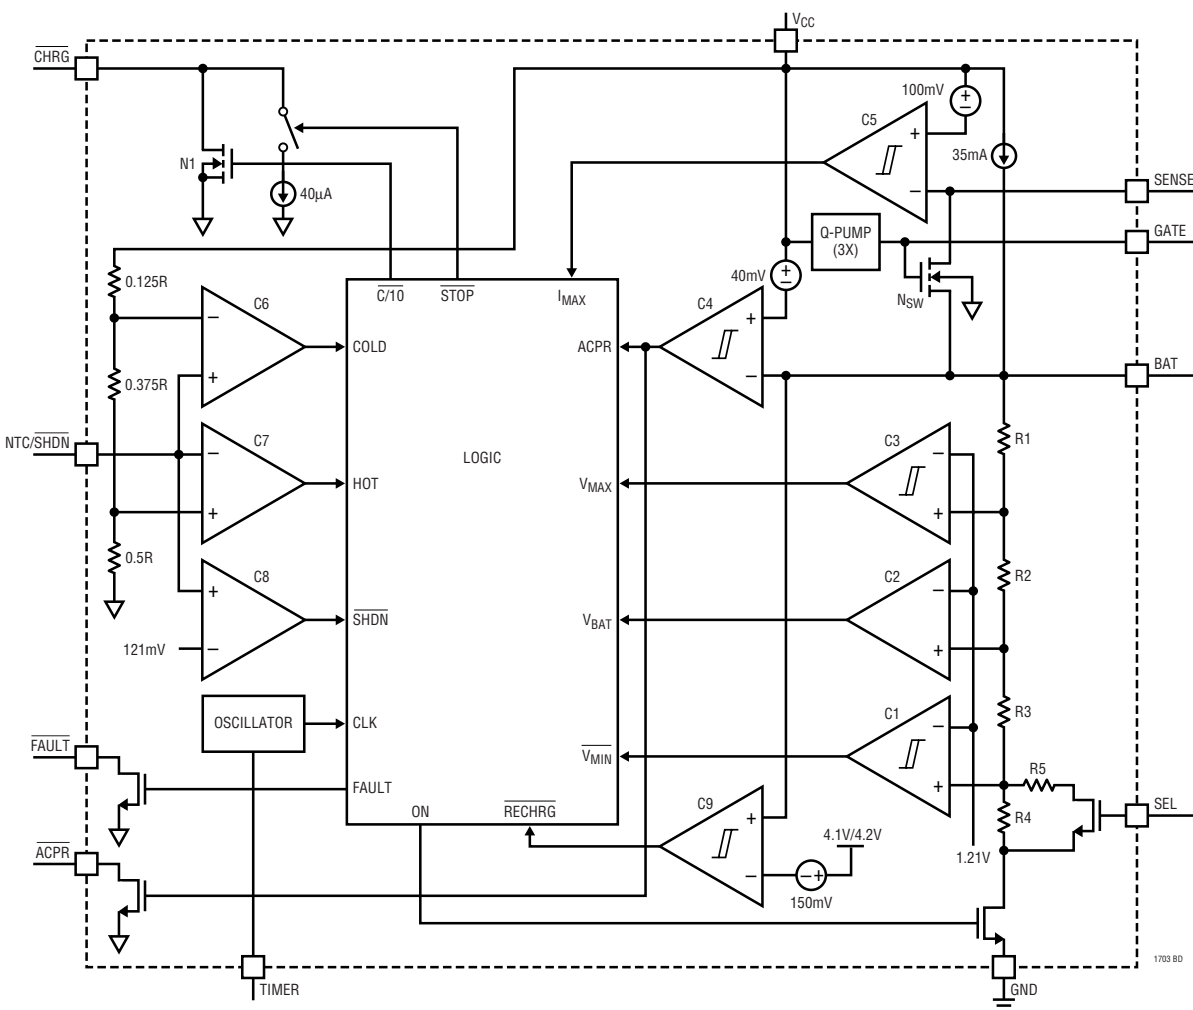 VCC
CHRG
100mV
C5
+
−
35mA
N1
40µA
SENSE
Q-PUMP
(3X)
GATE
0.125R
40mV
NSW
C/10
STOP
IMAX
C6
−
+
COLD
C4
+
−
ACPR
BAT
0.375R
NTC/SHDN
C7
−
+
HOT
LOGIC
VMAX
C3
−
+
R1
0.5R
C8
+
−
121mV
SHDN
VBAT
C2
−
+
R2
OSCILLATOR
CLK
VMIN
C1
−
+
R3
FAULT
FAULT
R5
R4
SEL
ON
RECHRG
C9
+
−
4.1V/4.2V
1.21V
ACPR
150mV
TIMER
GND
1703 BD